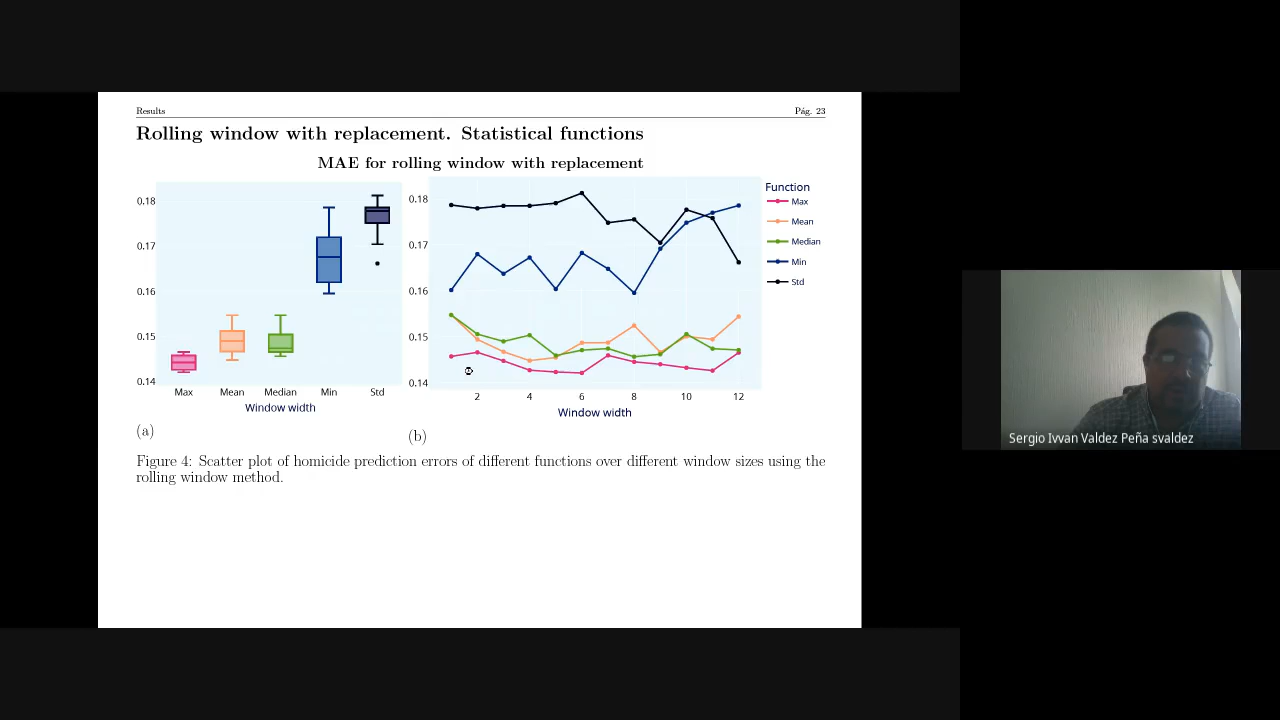 Results Pág. 23
Rolling window with replacement. Statistical functions
MAE for rolling window with replacement
0.18
0.17
0.16
0.15
0.14
Max Mean Median Min Std
Window width
(a)
0.18
0.17
0.16
0.15
0.14
2 4 6 8 10 12
Window width
(b)
Function
Max
Mean
Median
Min
Std
Figure 4: Scatter plot of homicide prediction errors of different functions over different window sizes using the
rolling window method.
Sergio Ivvan Valdez Peña svaldez